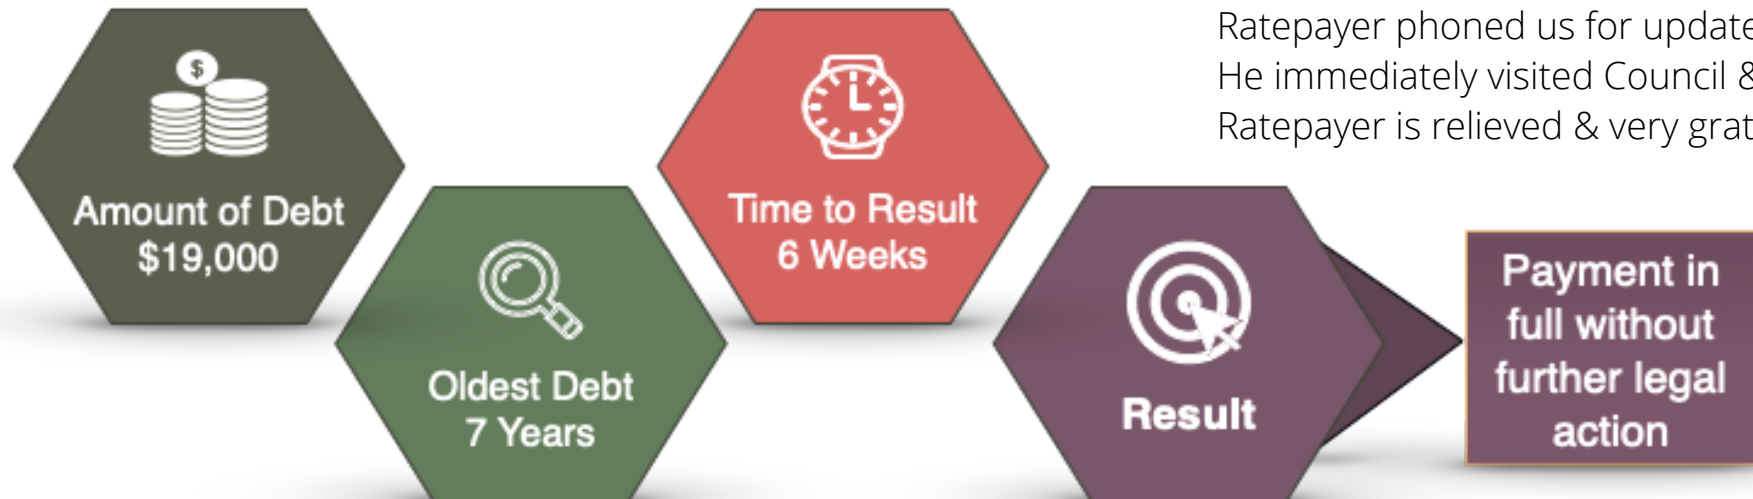 Ratepayer phoned us for update
He immediately visited Council &
Ratepayer is relieved & very grat
$
Amount of Debt
$19,000
Oldest Debt
7 Years
Time to Result
6 Weeks
Result
Payment in
full without
further legal
action